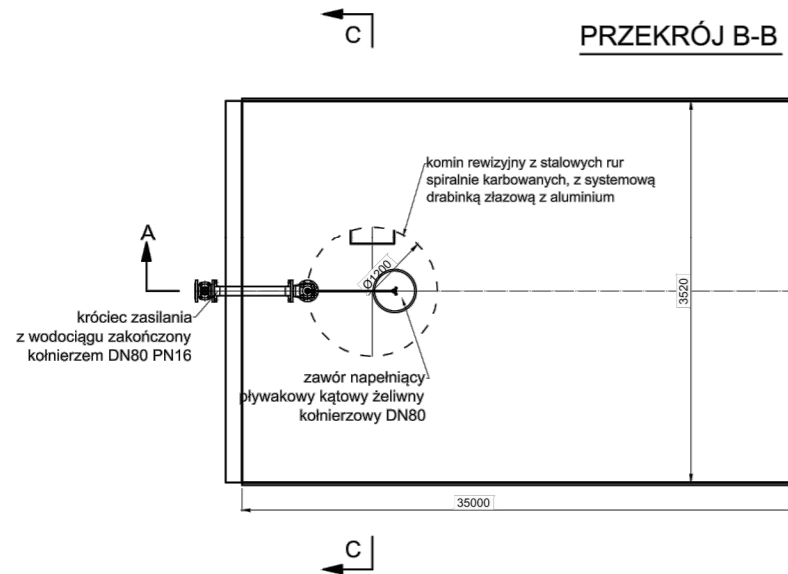 C
PRZEKRÓJ B-B
komin rewizyjny z stalowych rur
spiralnie karbowanych, z systemową
drabinką złazową z aluminium
A
Ø1200
3520
króciec zasilania
z wodociągu zakończony
kołnierzem DN80 PN16
zawór napełniący
pływakowy kątowy żeliwny
kołnierzowy DN80
35000
C